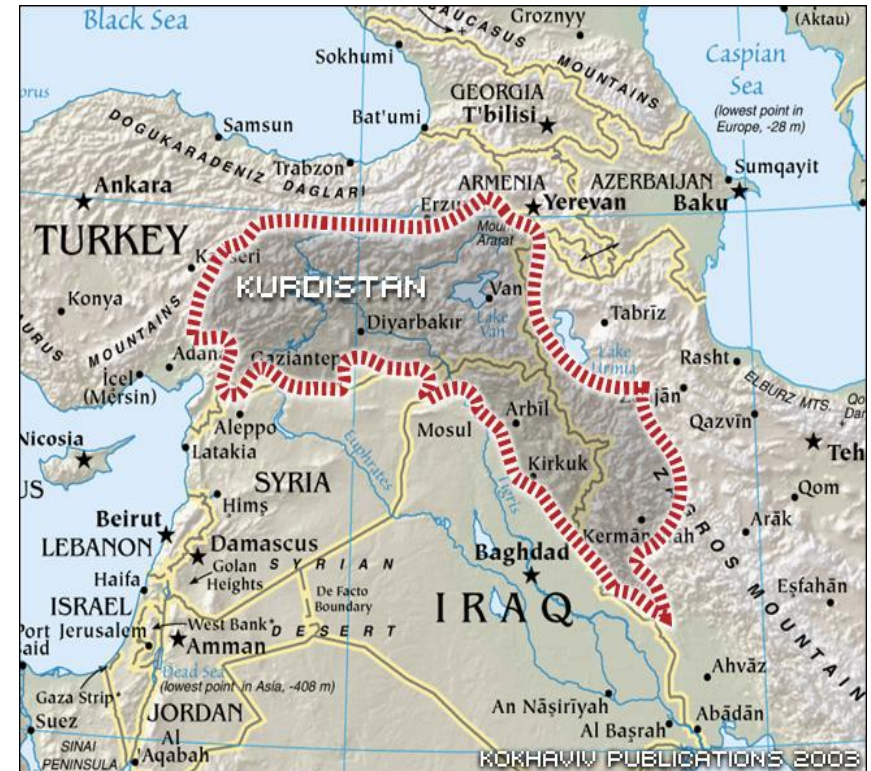 Black Sea
CAUCASUS
MOUNTAINS
Groznyy
(Aktau)
Sokhumi
Caspian
Sea
(lowest point in
Europe, -28 m)
GEORGIA
T'bilisi
Bat'umi
Samsun
DOGUKARADENIZ DAGLARI
Trabzon
Sumqayit
ARMENIA
AZERBAIJAN
Ankara
Yerevan
Baku
TURKEY
KURDISTAN
Van
Lake
Van
Konya
Diyarbakır
Tabrīz
MOUNTAINS
Lake
Rasht
Adana
Gaziantep
İçel
(Mersin)
ELBURZ MTS.
Qazvīn
Arbīl
Aleppo
Mosul
Nicosia
Latakia
Euphrates
Tigris
Kirkuk
SYRIA
Qom
Hims
Arāk
Beirut
LEBANON
Damascus
Baghdad
Golan
Heights
SYRIAN
DESERT
ZAGROS MOUNTAIN
Haifa
De Facto
Boundary
Eşfahān
ISRAEL
IRAQ
West Bank
Jerusalem
Amman
Dead Sea
(lowest point in Asia, -408 m)
Ahvāz
Gaza Strip
JORDAN
An Nāşirīyah
Suez
Al Başrah
Abādān
SINAI
PENINSULA
Al
'Aqabah
KOKHAVIV PUBLICATIONS 2003